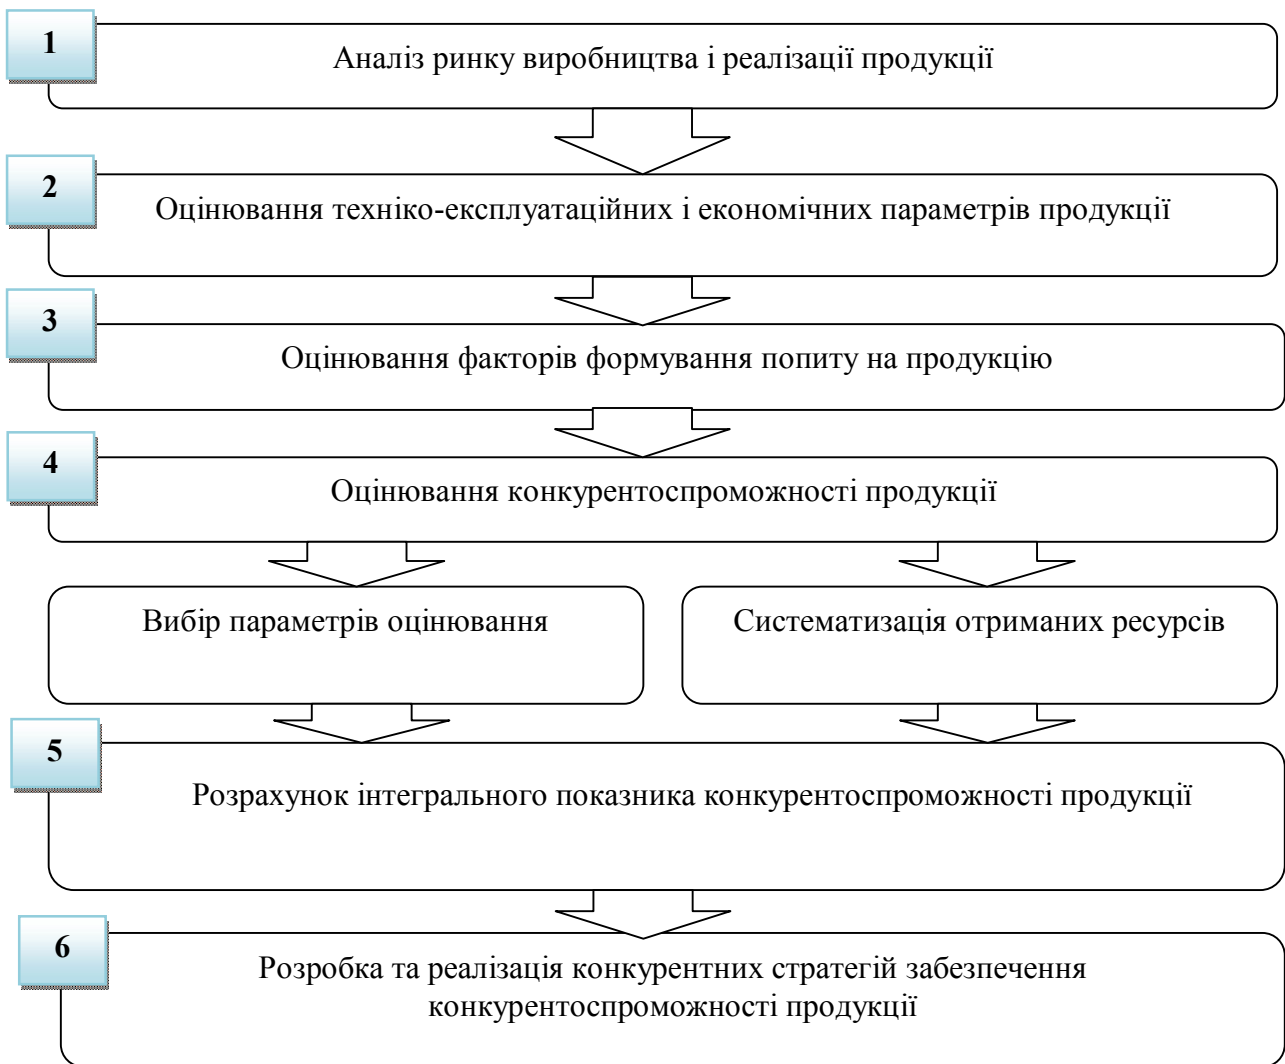 1
Аналіз ринку виробництва і реалізації продукції
2
Оцінювання техніко-експлуатаційних і економічних параметрів продукції
3
Оцінювання факторів формування попиту на продукцію
4
Оцінювання конкурентоспроможності продукції
Вибір параметрів оцінювання
Систематизація отриманих ресурсів
5
Розрахунок інтегрального показника конкурентоспроможності продукції
6
Розробка та реалізація конкурентних стратегій забезпечення
конкурентоспроможності продукції